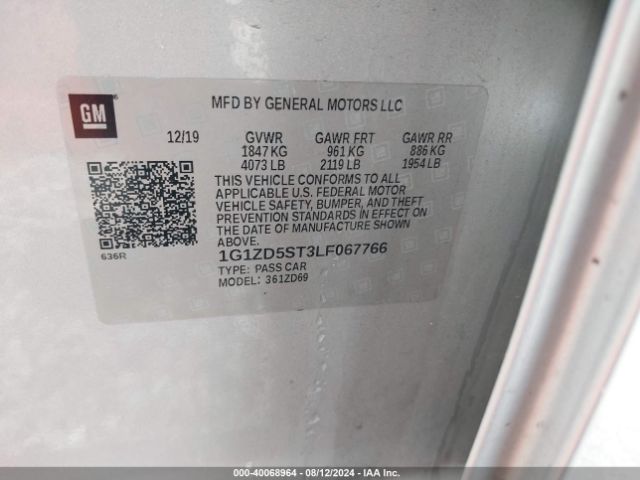 GM
MFD BY GENERAL MOTORS LLC
12/19 GVWR GAWR FRT GAWR RR
1847 KG 961 KG 886 KG
4073 LB 2119 LB 1954 LB
THIS VEHICLE CONFORMS TO ALL
APPLICABLE U.S. FEDERAL MOTOR
VEHICLE SAFETY, BUMPER, AND THEFT
PREVENTION STANDARDS IN EFFECT ON
THE DATE OF MANUFACTURE SHOWN
ABOVE.
636R
1G1ZD5ST3LF067766
TYPE: PASS CAR
MODEL: 361ZD69
000-40068964 - 08/12/2024 - IAA Inc.